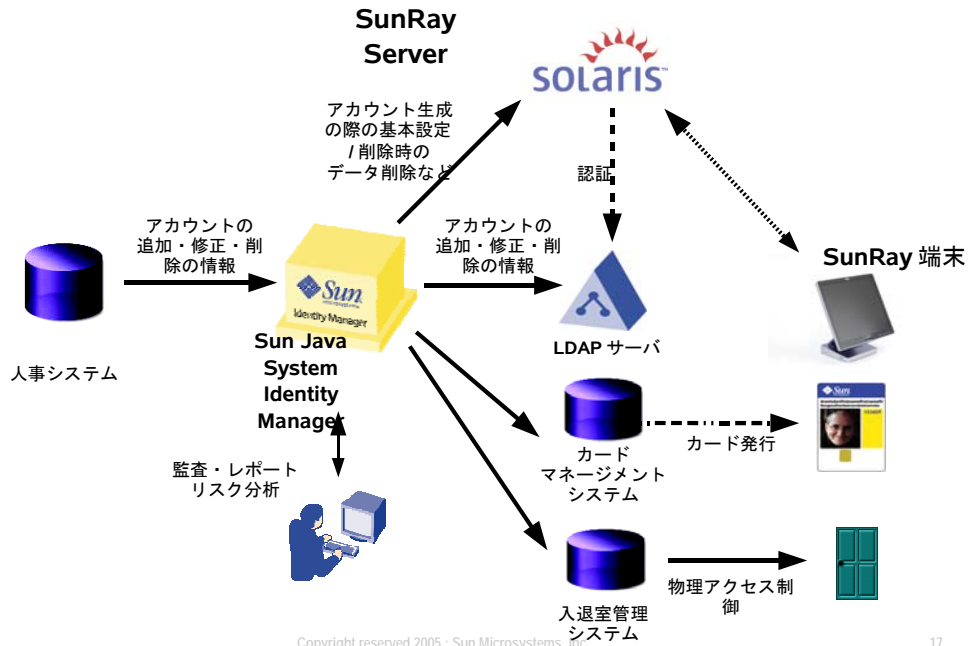 SunRay
Server
solaris™
アカウント生成
の際の基本設定
/ 削除時の
データ削除など
認証
アカウントの
追加・修正・削
除の情報
アカウントの
追加・修正・削
除の情報
SunRay 端末
Sun
microsystems
Identity Manager
人事システム
Sun Java
System
Identity
Manager
LDAP サーバ
Sun
監査・レポート
リスク分析
カード
マネージメント
システム
カード発行
入退室管理
システム
物理アクセス制
御
Copyright reserved 2005 : Sun Microsystems, Inc
17